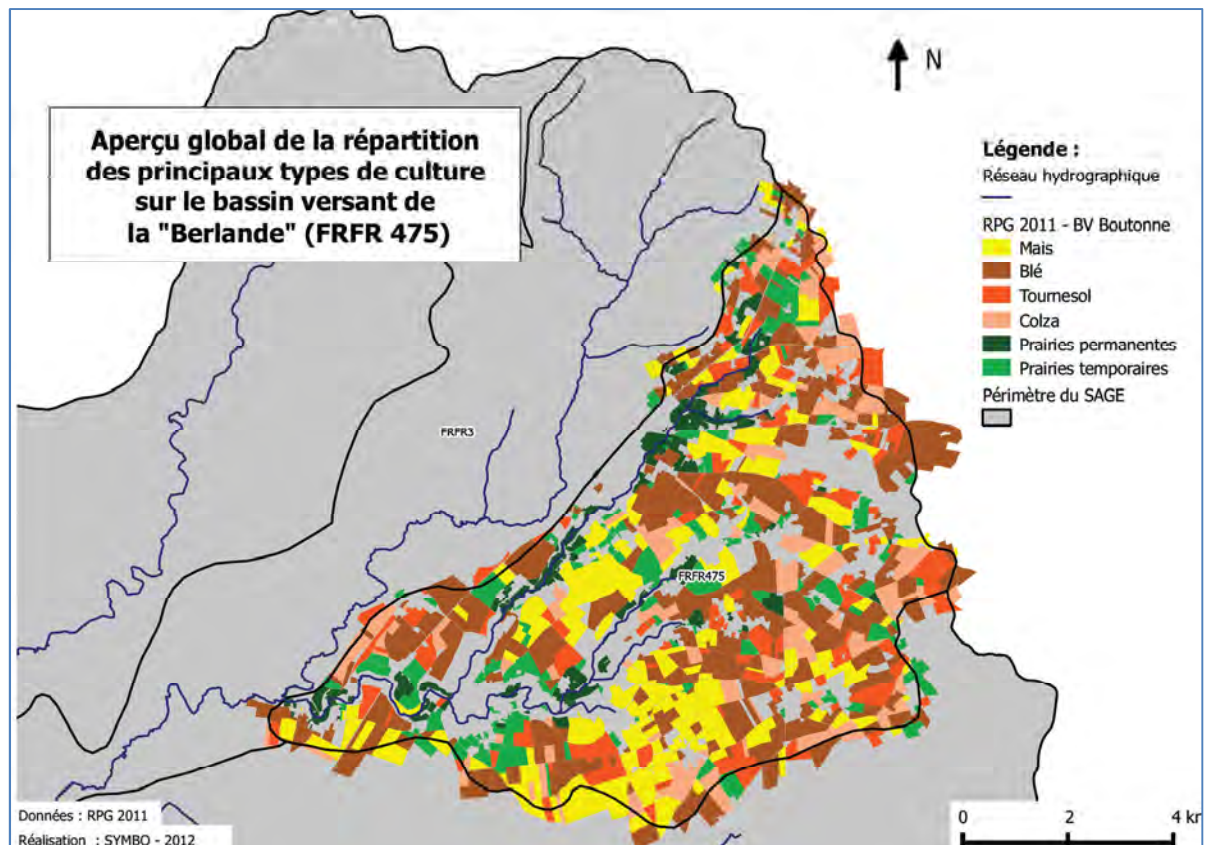 Aperçu global de la répartition
des principaux types de culture
sur le bassin versant de
la "Berlande" (FRFR 475)
N
Légende :
Réseau hydrographique
RPG 2011 - BV Boutonne
Mais
Blé
Tournesol
Colza
Prairies permanentes
Prairies temporaires
Périmètre du SAGE
FRFR3
FRFR475
Données : RPG 2011
Réalisation : SYMBO - 2012
0 2 4 kr